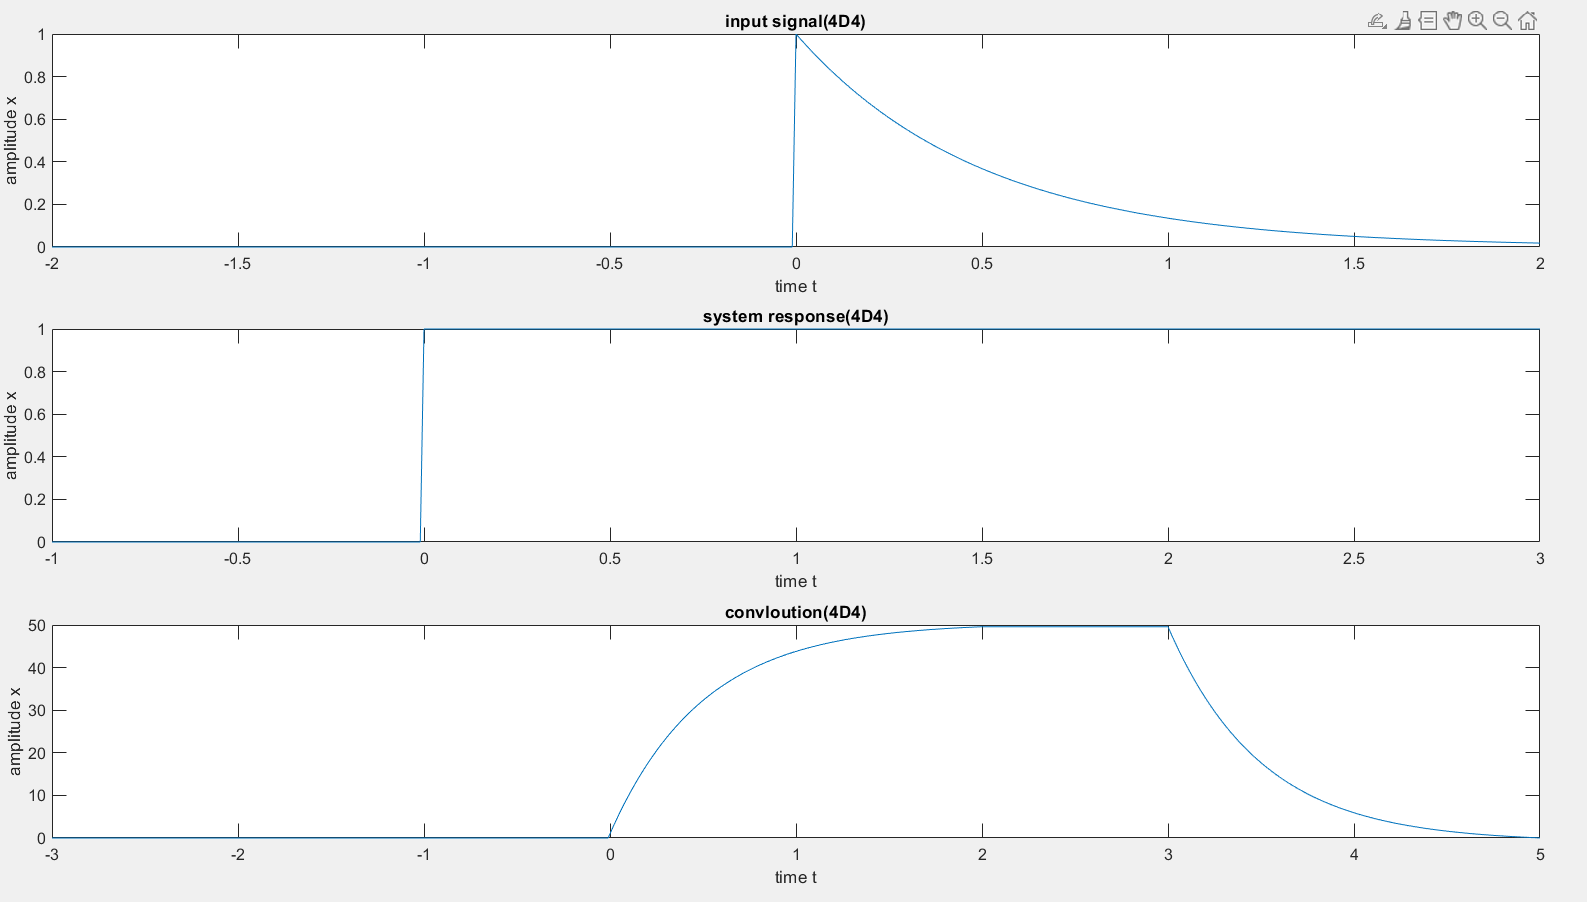 input signal(4D4)
amplitude x
1
0.8
0.6
0.4
0.2
0
-2 -1.5 -1 -0.5 0 0.5 1 1.5 2
time t
system response(4D4)
amplitude x
1
0.8
0.6
0.4
0.2
0
-1 -0.5 0 0.5 1 1.5 2 2.5 3
time t
convloution(4D4)
amplitude x
50
40
30
20
10
0
-3 -2 -1 0 1 2 3 4 5
time t